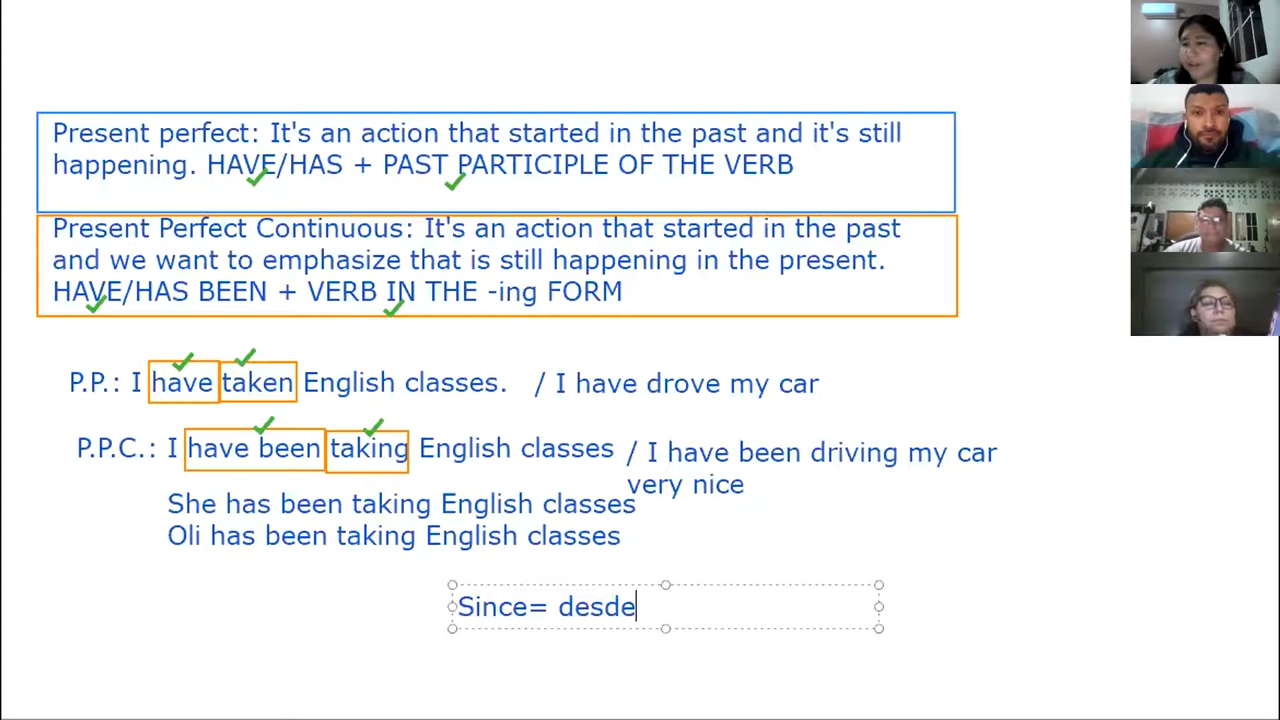 Present perfect: It's an action that started in the past and it's still
happening. HAVE/HAS + PAST PARTICIPLE OF THE VERB
Present Perfect Continuous: It's an action that started in the past
and we want to emphasize that is still happening in the present.
HAVE/HAS BEEN + VERB IN THE -ing FORM
P.P.: I have taken English classes. / I have drove my car
P.P.C.: I have been taking English classes / I have been driving my car
very nice
She has been taking English classes
Oli has been taking English classes
Since= desde